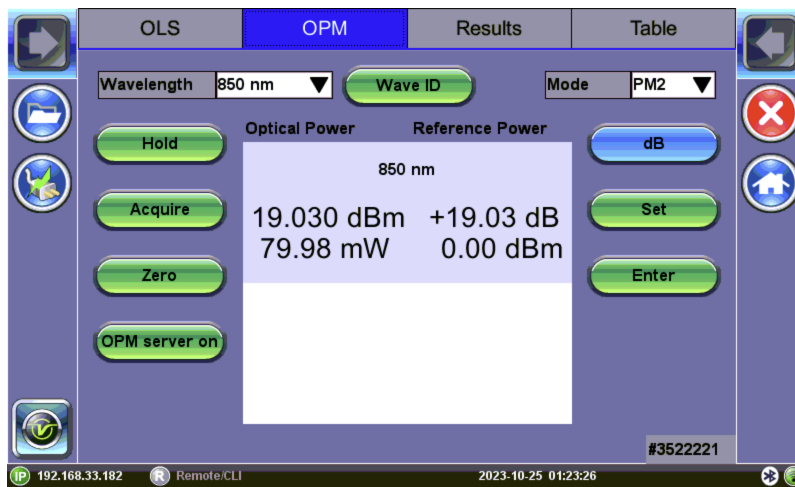 OLS OPM Results Table
Wavelength 850 nm Wave ID Mode PM2
Optical Power Reference Power
Hold dB
850 nm
Acquire 19.030 dBm +19.03 dB Set
79.98 mW 0.00 dBm
Zero Enter
OPM server on
#3522221
IP 192.168.33.182 R Remote/CLI 2023-10-25 01:23:26